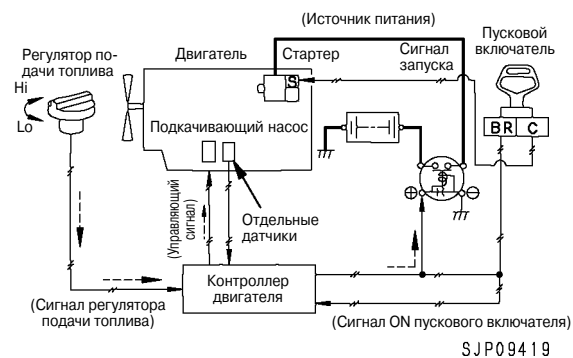 (Источник питания)
Регулятор по-
дачи топлива
Двигатель
Стартер
Сигнал
запуска
Пусковой
включатель
Hi
Lo
S
BR C
Подкачивающий насос
(Управляющий
сигнал)
Отдельные
датчики
Контроллер
двигателя
(Сигнал регулятора
подачи топлива)
(Сигнал ON пускового включателя)
SJP09419